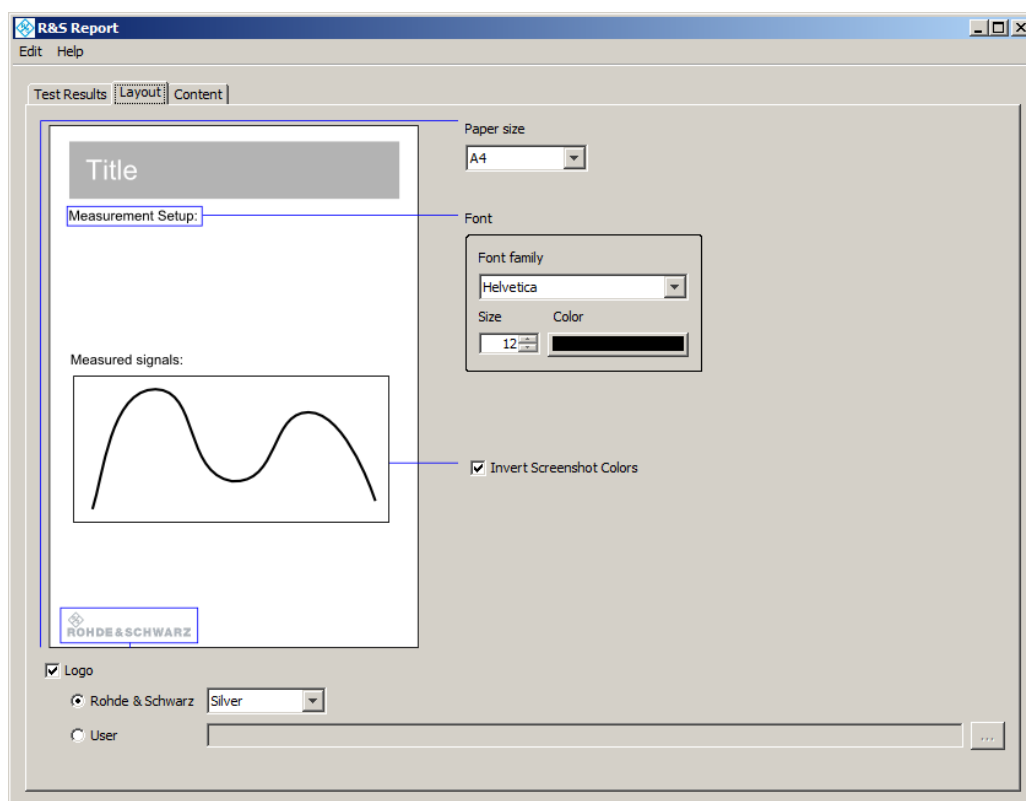 R&S Report
Edit Help
Test Results Layout Content
Paper size
A4
Title
Measurement Setup:
Font
Font family
Helvetica
Size Color
12
Measured signals:
Invert Screenshot Colors
ROHDE&SCHWARZ
Logo
Rohde & Schwarz Silver
User ...